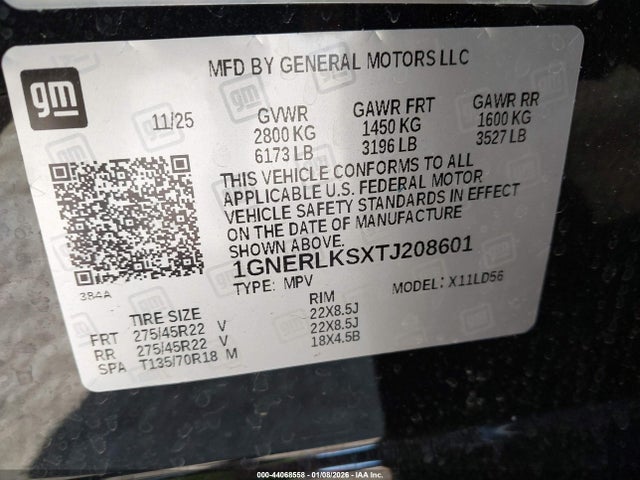 gm
MFD BY GENERAL MOTORS LLC
11/25
GVWR GAWR FRT GAWR RR
2800 KG 1450 KG 1600 KG
6173 LB 3196 LB 3527 LB
THIS VEHICLE CONFORMS TO ALL
APPLICABLE U.S. FEDERAL MOTOR
VEHICLE SAFETY STANDARDS IN EFFECT
ON THE DATE OF MANUFACTURE
SHOWN ABOVE.
1GNERLKSXTJ208601
TYPE: MPV MODEL: X11LD56
384A
TIRE SIZE RIM
FRT 275/45R22 V 22X8.5J
RR 275/45R22 V 22X8.5J
SPA T135/70R18 M 18X4.5B
000-44068558 - 01/08/2026 - IAA Inc.